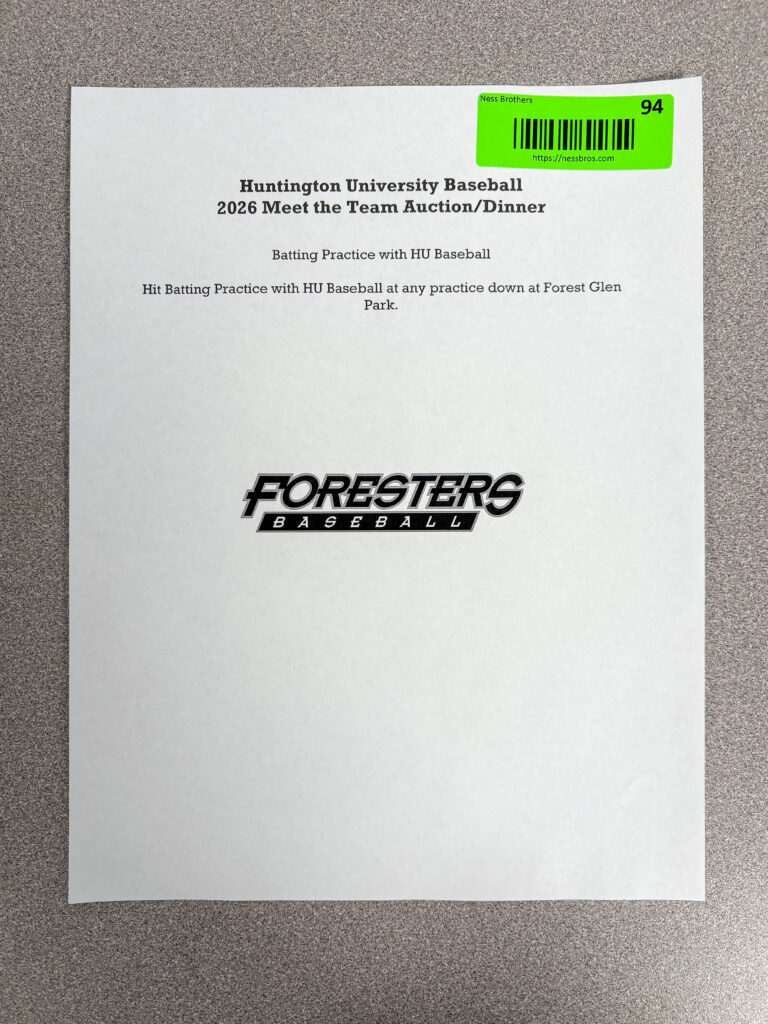 Ness Brothers
94
https://nessbros.com
Huntington University Baseball
2026 Meet the Team Auction/Dinner
Batting Practice with HU Baseball
Hit Batting Practice with HU Baseball at any practice down at Forest Glen
Park.
FORESTERS
BASEBALL